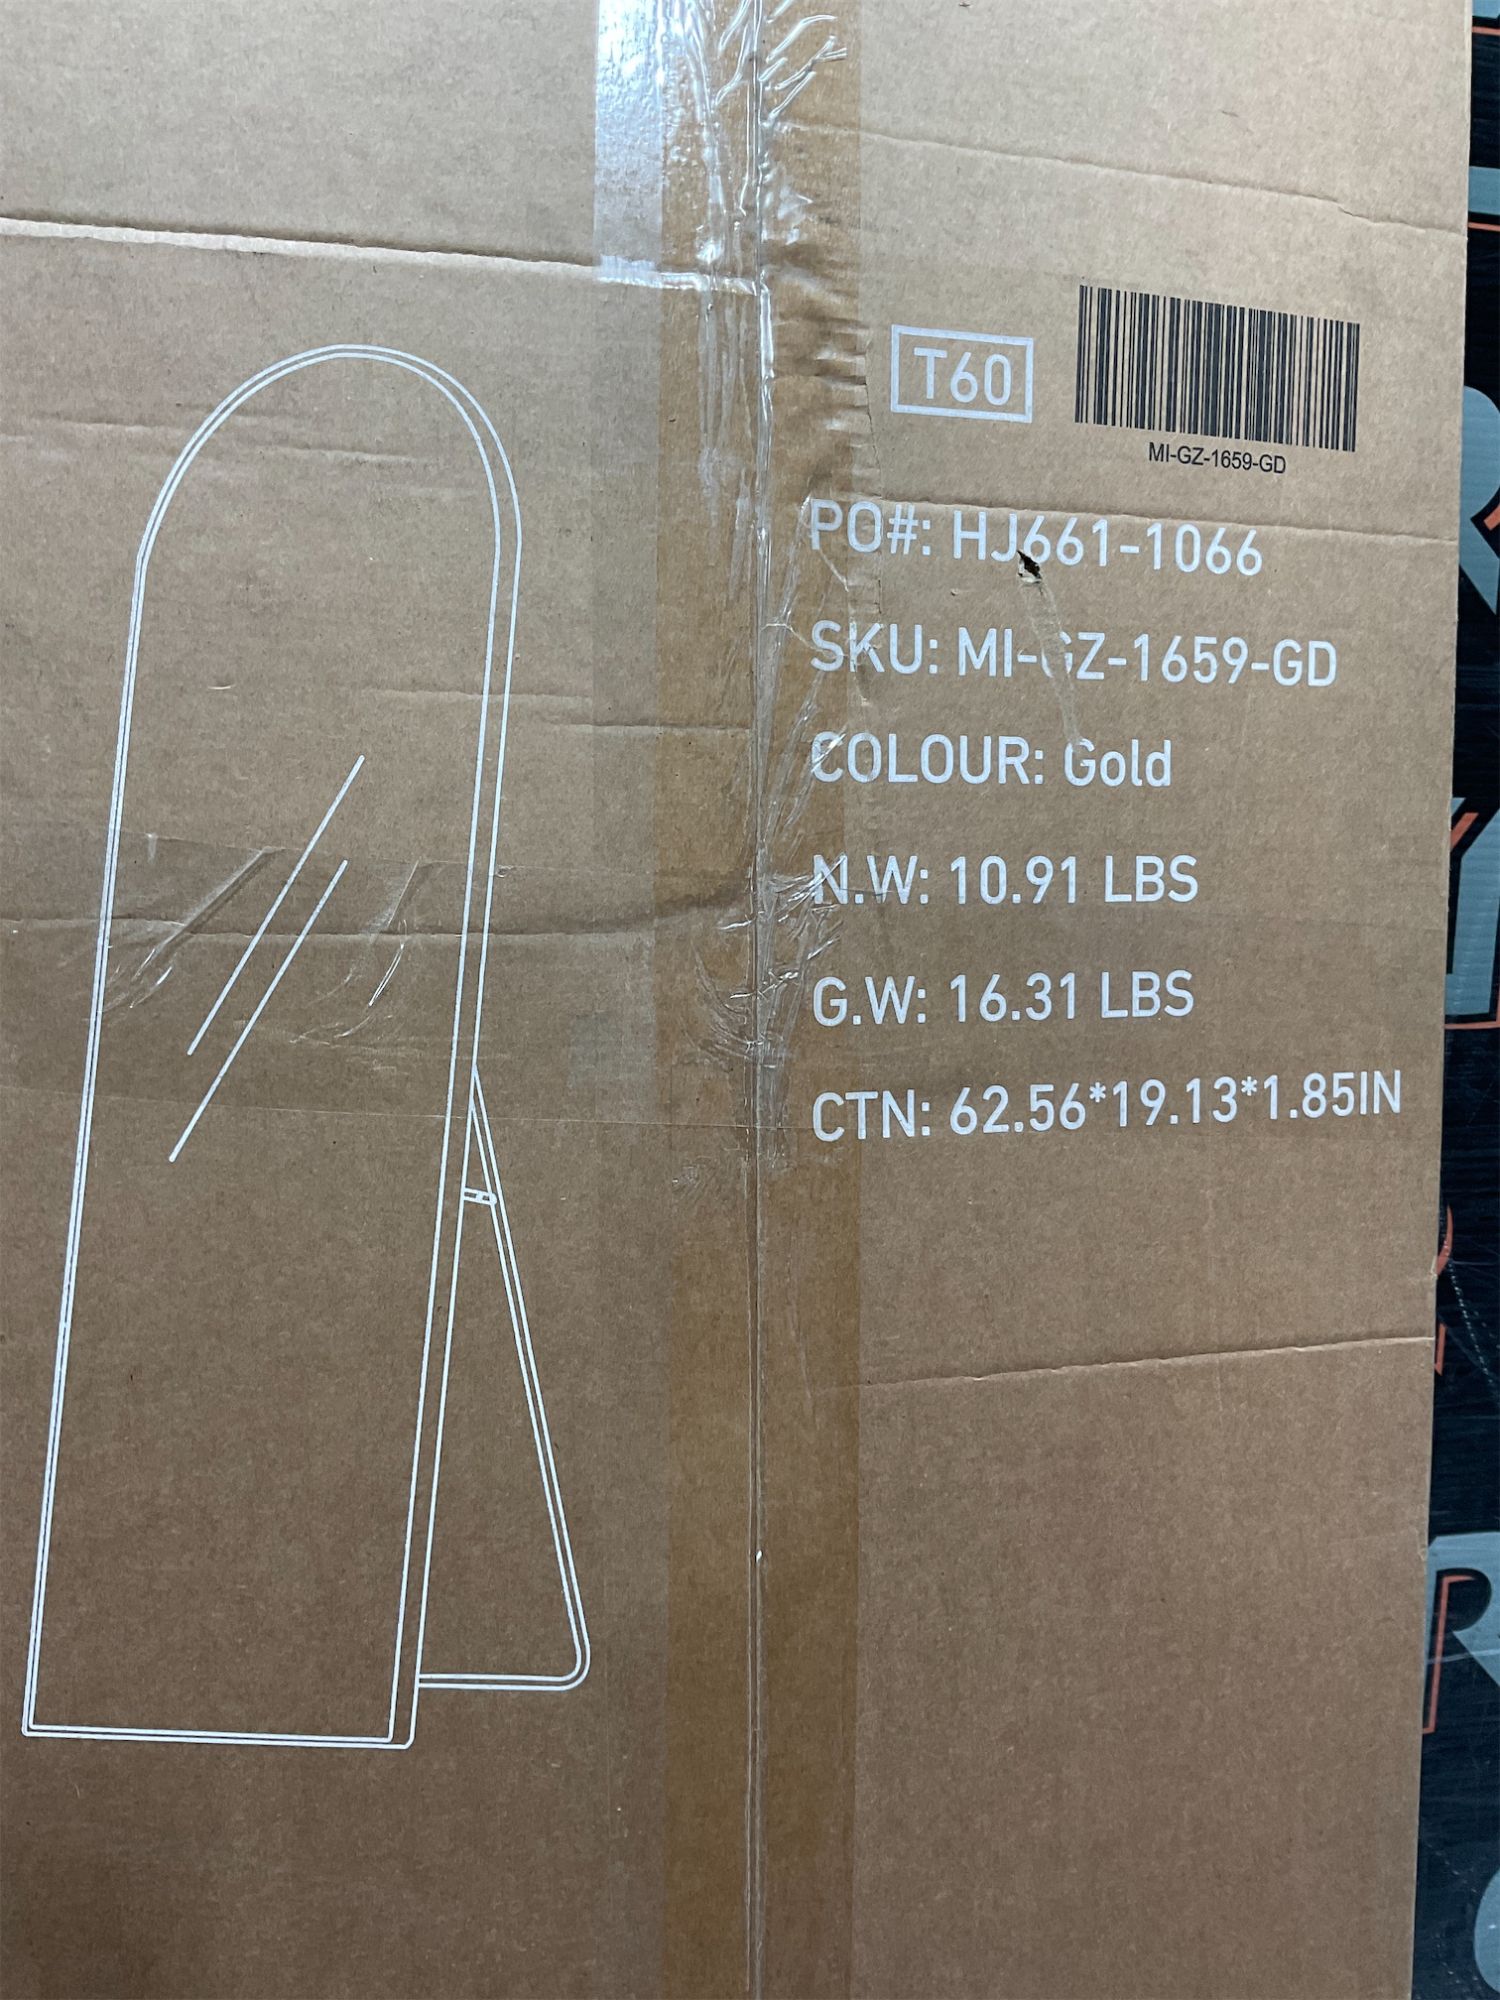 T60
MI-GZ-1659-GD
PO#: HJ661-1066
SKU: MI-GZ-1659-GD
COLOUR: Gold
N.W: 10.91 LBS
G.W: 16.31 LBS
CTN: 62.56*19.13*1.85IN